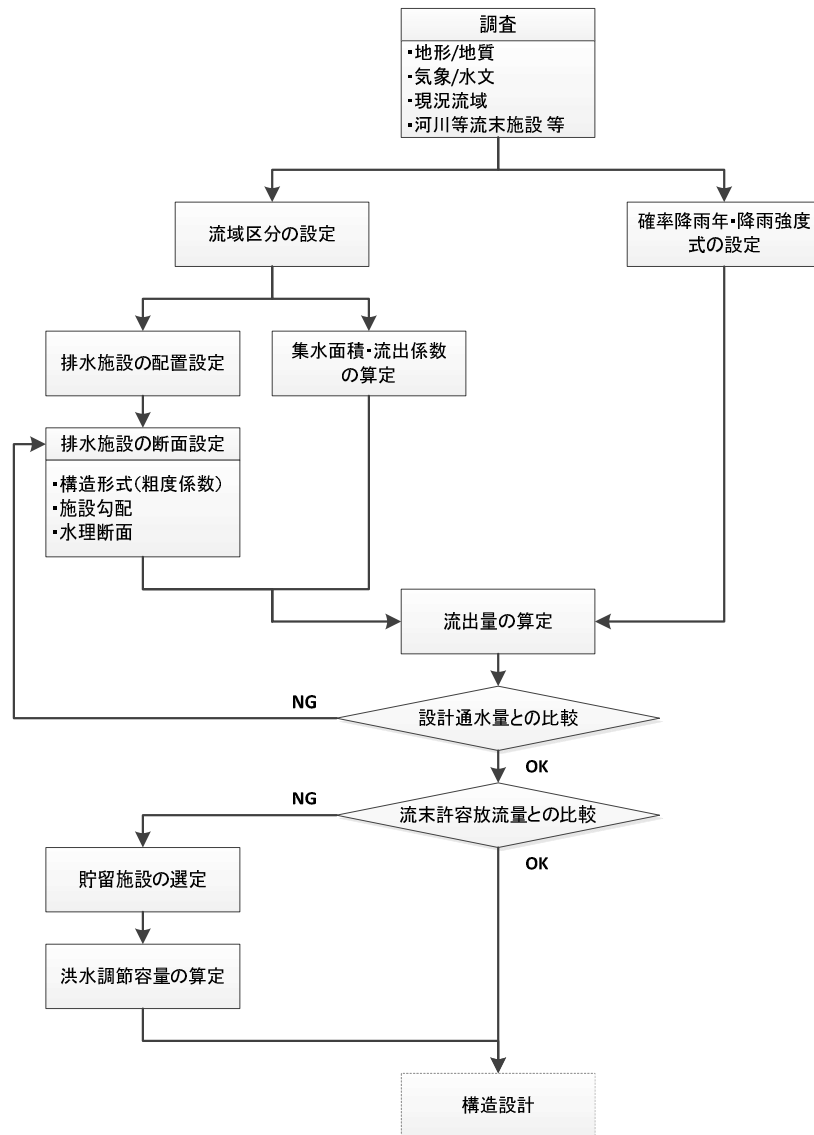 調査
・地形/地質
・気象/水文
・現況流域
・河川等流末施設 等
流域区分の設定
確率降雨年・降雨強度
式の設定
排水施設の配置設定
集水面積・流出係数
の算定
排水施設の断面設定
・構造形式(粗度係数)
・施設勾配
・水理断面
流出量の算定
NG
設計通水量との比較
OK
NG
流末許容放流量との比較
OK
貯留施設の選定
洪水調節容量の算定
構造設計